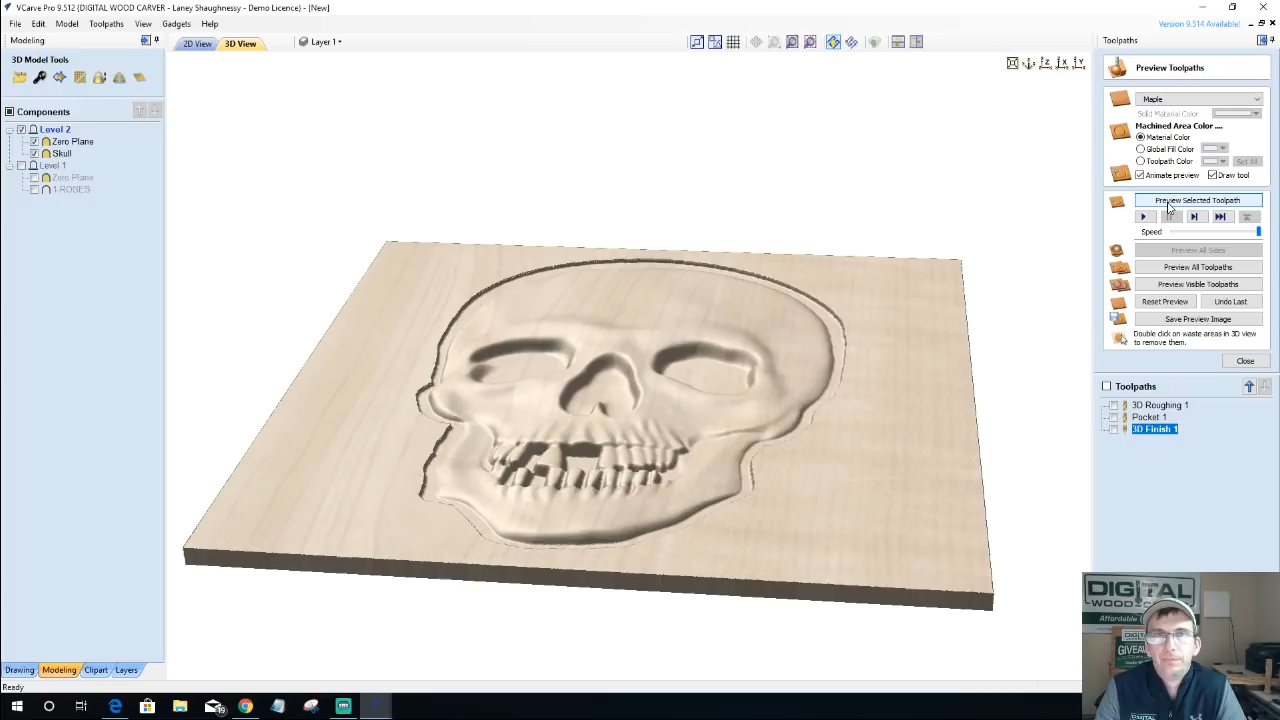 VCarve Pro 9.512 {DIGITAL WOOD CARVER - Laney Shaughnessy - Demo Licence} - [New]
File Edit Model Toolpaths View Gadgets Help
Version 9.514 Available!
Modeling
2D View 3D View Layer 1
Toolpaths
3D Model Tools
Components
Level 2
Zero Plane
Skull
Level 1
Zero Plane
1-ROSES
Z X Y
Preview Toolpaths
Maple
Solid Material Color
Machined Area Color ....
Material Color
Global Fill Color
Toolpath Color Set All
Animate preview Draw tool
Preview Selected Toolpath
Speed
Preview All Sides
Preview All Toolpaths
Preview Visible Toolpaths
Reset Preview Undo Last
Save Preview Image
Double click on waste areas in 3D view
to remove them.
Close
Toolpaths
3D Roughing 1
Pocket 1
3D Finish 1
DIGITAL
WOOD
Affordable
GIVE
Drawing Modeling Clipart Layers
Ready
19